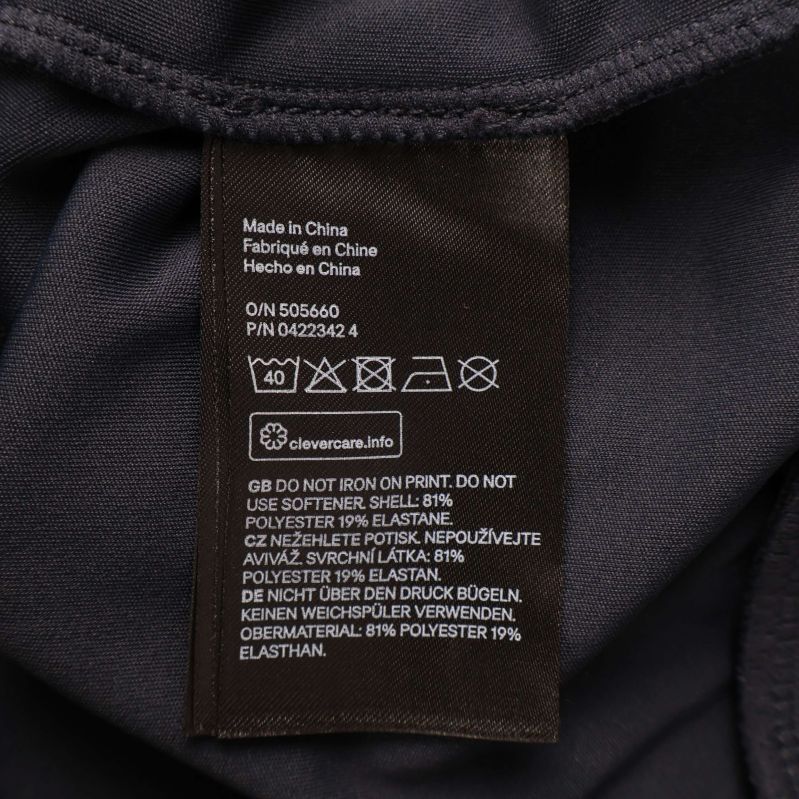 Made in China
Fabriqué en Chine
Hecho en China
O/N 505660
P/N 0422342 4
40
clevercare.info
GB DO NOT IRON ON PRINT. DO NOT
USE SOFTENER. SHELL: 81%
POLYESTER 19% ELASTANE.
CZ NEŽEHLETE POTISK. NEPOUŽÍVEJTE
AVIVÁŽ. SVRCHNÍ LÁTKA: 81%
POLYESTER 19% ELASTAN.
DE NICHT ÜBER DEN DRUCK BÜGELN.
KEINEN WEICHSPÜLER VERWENDEN.
OBERMATERIAL: 81% POLYESTER 19%
ELASTHAN.